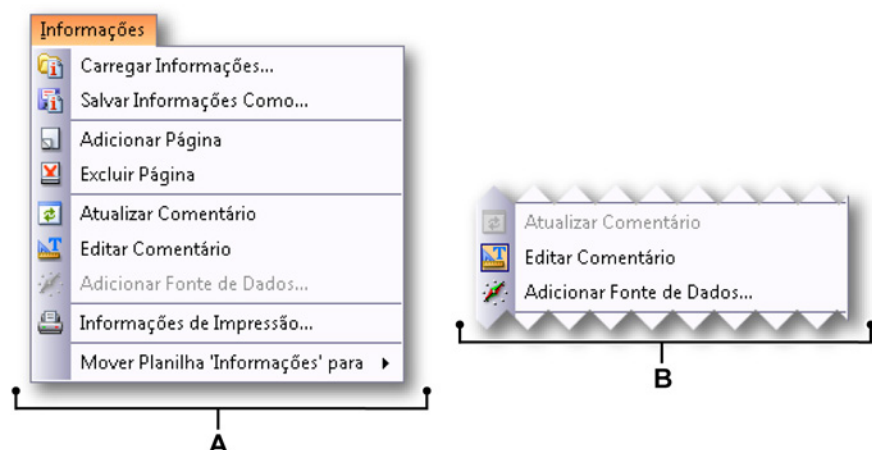 Informações
Carregar Informações...
Salvar Informações Como...
Adicionar Página
Excluir Página
Atualizar Comentário
Editar Comentário
Adicionar Fonte de Dados...
Informações de Impressão...
Mover Planilha 'Informações' para
A
Atualizar Comentário
Editar Comentário
Adicionar Fonte de Dados...
B